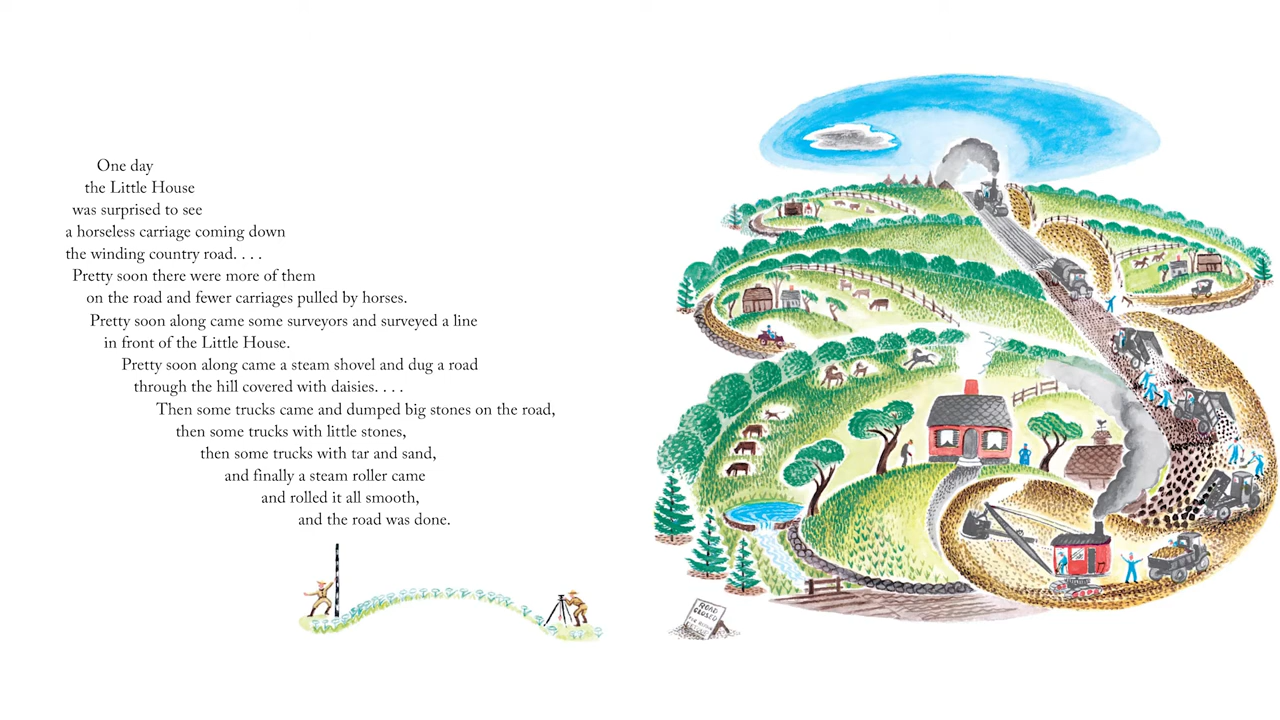 One day
the Little House
was surprised to see
a horseless carriage coming down
the winding country road. . . .
Pretty soon there were more of them
on the road and fewer carriages pulled by horses.
Pretty soon along came some surveyors and surveyed a line
in front of the Little House.
Pretty soon along came a steam shovel and dug a road
through the hill covered with daisies. . . .
Then some trucks came and dumped big stones on the road,
then some trucks with little stones,
then some trucks with tar and sand,
and finally a steam roller came
and rolled it all smooth,
and the road was done.
ROAD
CLOSED